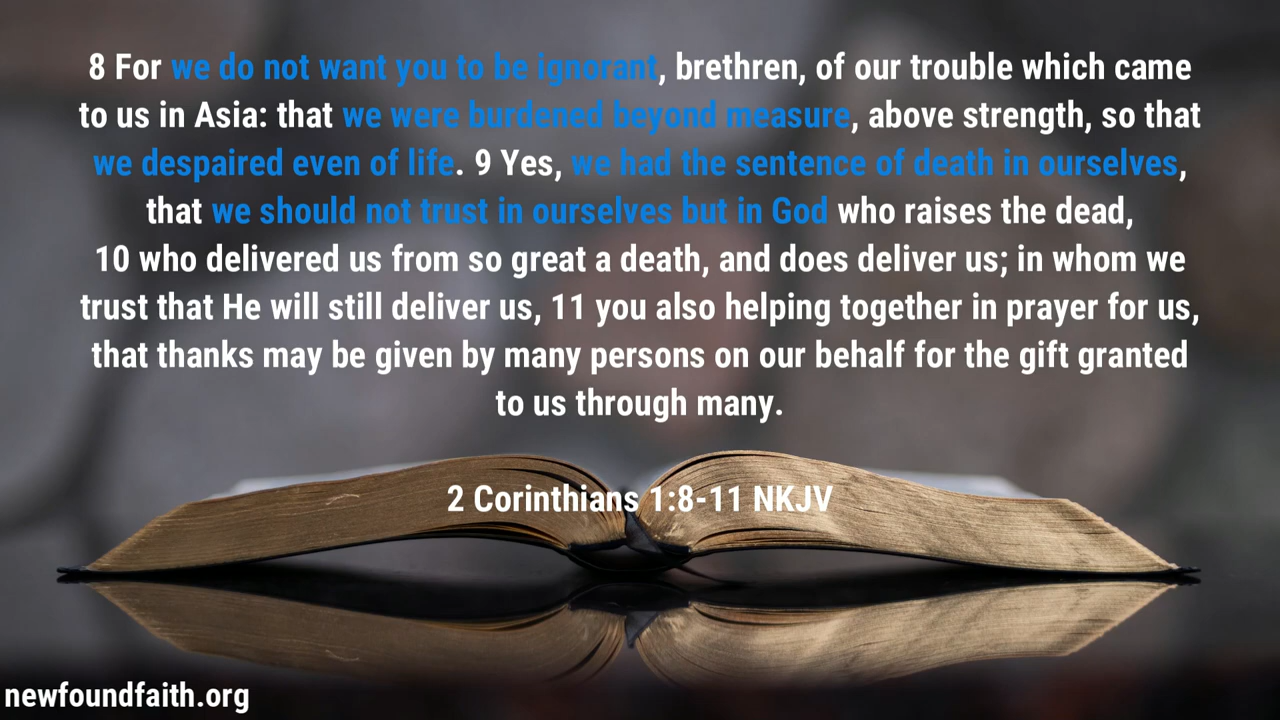 8 For we do not want you to be ignorant, brethren, of our trouble which came
to us in Asia: that we were burdened beyond measure, above strength, so that
we despaired even of life. 9 Yes, we had the sentence of death in ourselves,
that we should not trust in ourselves but in God who raises the dead,
10 who delivered us from so great a death, and does deliver us; in whom we
trust that He will still deliver us, 11 you also helping together in prayer for us,
that thanks may be given by many persons on our behalf for the gift granted
to us through many.
2 Corinthians 1:8-11 NKJV
newfoundfaith.org